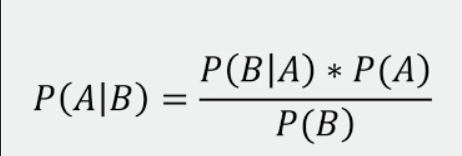 P(A|B) = P(B|A) * P(A) / P(B)